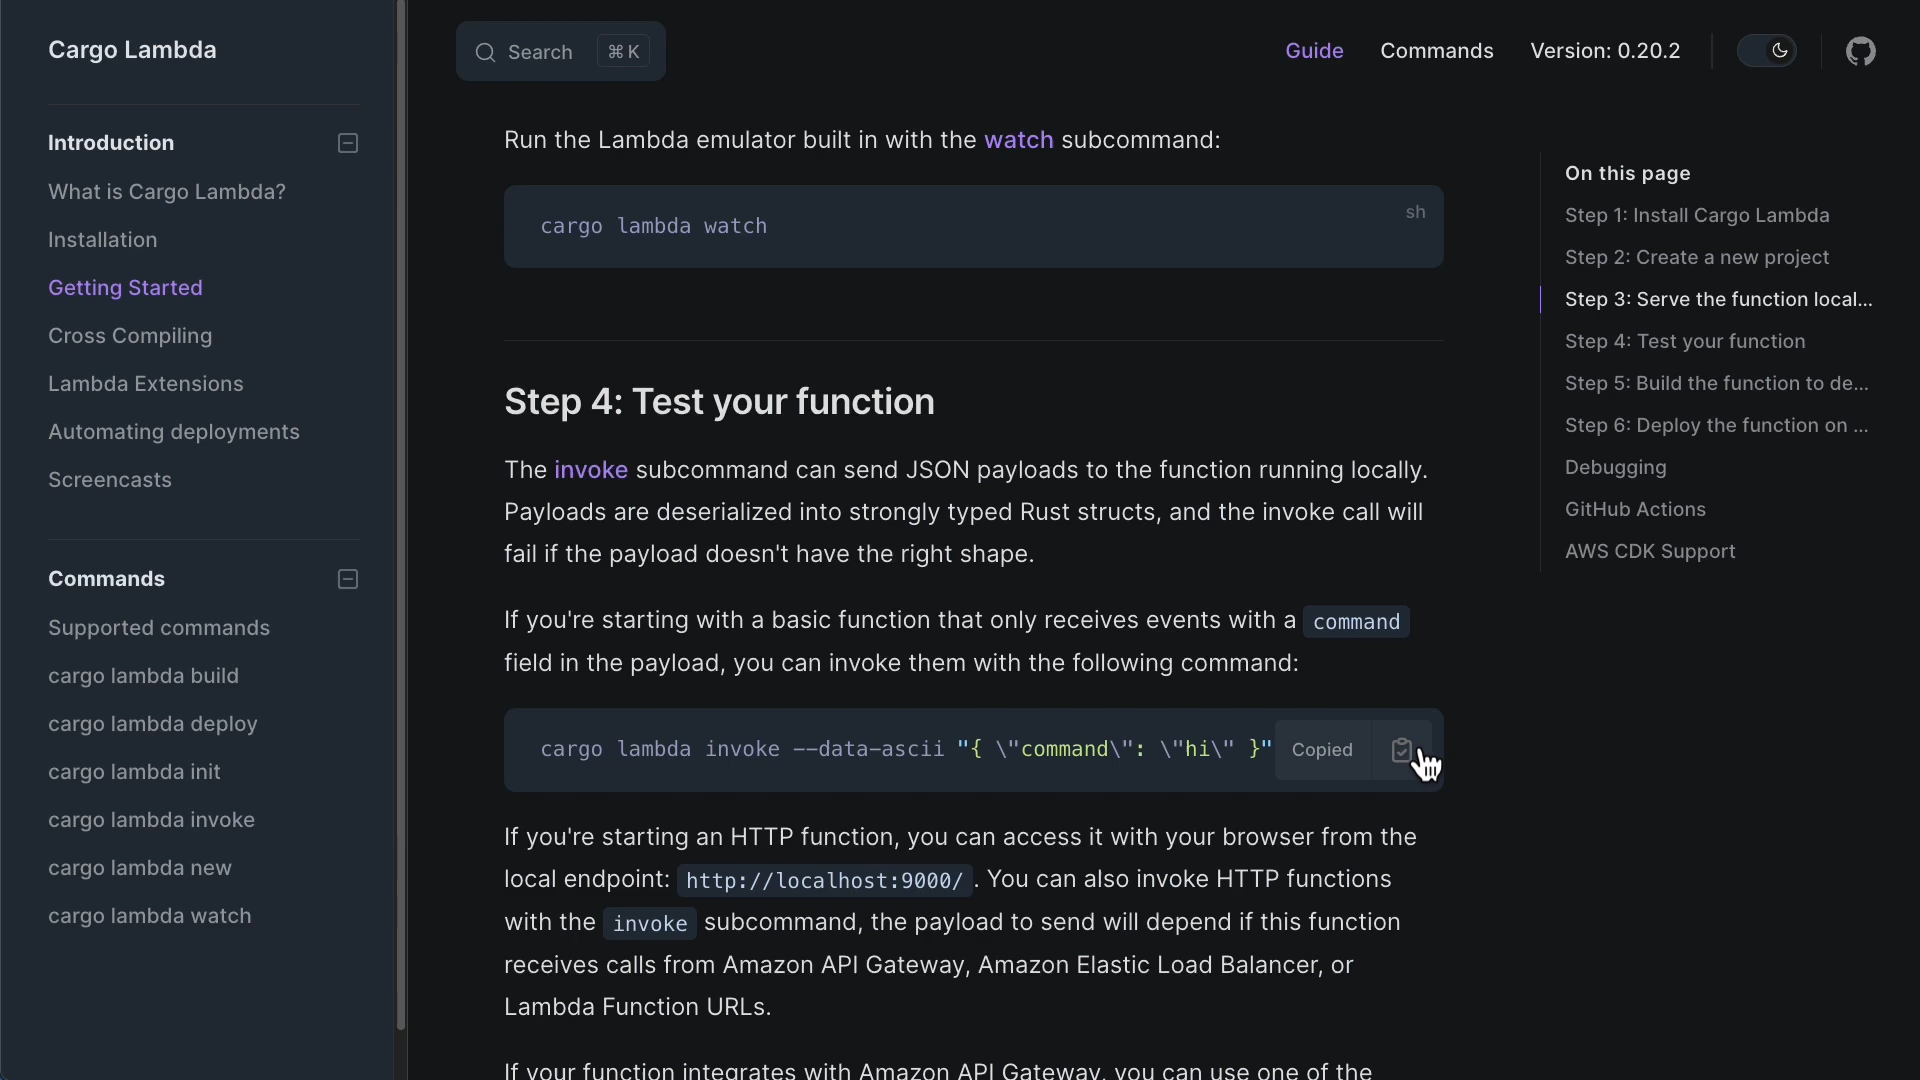 Cargo Lambda
Introduction
What is Cargo Lambda?
Installation
Getting Started
Cross Compiling
Lambda Extensions
Automating deployments
Screencasts
Commands
Supported commands
cargo lambda build
cargo lambda deploy
cargo lambda init
cargo lambda invoke
cargo lambda new
cargo lambda watch
Search ⌘ K
Guide Commands Version: 0.20.2
Run the Lambda emulator built in with the watch subcommand:
sh
cargo lambda watch
Step 4: Test your function
The invoke subcommand can send JSON payloads to the function running locally.
Payloads are deserialized into strongly typed Rust structs, and the invoke call will
fail if the payload doesn't have the right shape.
If you're starting with a basic function that only receives events with a command
field in the payload, you can invoke them with the following command:
cargo lambda invoke --data-ascii "{ \"command\": \"hi\" }" Copied
If you're starting an HTTP function, you can access it with your browser from the
local endpoint: http://localhost:9000/. You can also invoke HTTP functions
with the invoke subcommand, the payload to send will depend if this function
receives calls from Amazon API Gateway, Amazon Elastic Load Balancer, or
Lambda Function URLs.
If your function integrates with Amazon API Gateway, you can use one of the
On this page
Step 1: Install Cargo Lambda
Step 2: Create a new project
Step 3: Serve the function local...
Step 4: Test your function
Step 5: Build the function to de...
Step 6: Deploy the function on ...
Debugging
GitHub Actions
AWS CDK Support